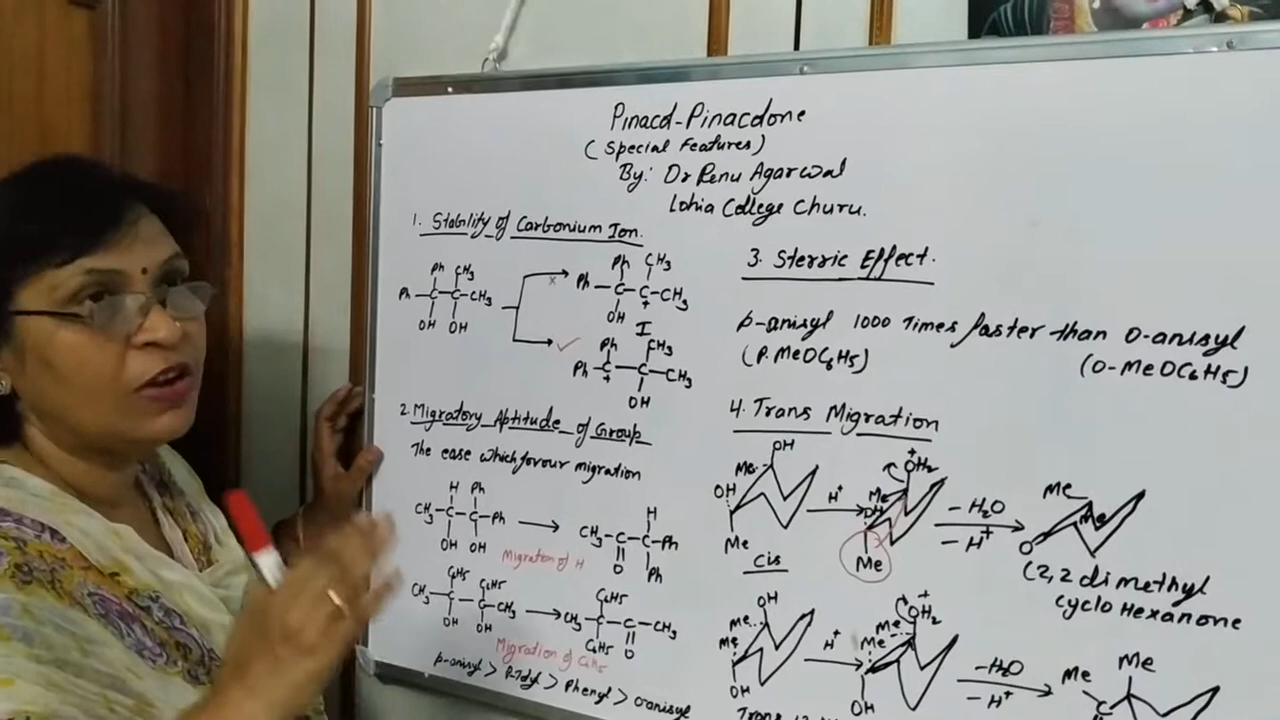 Pinacol-Pinacolone
(Special Features)
By: Dr Renu Agarwal
Lohia College Churu.
1. Stability of Carbonium Ion.
Ph CH3
Ph-C-C-CH3
OH OH
x
Ph CH3
Ph-C-C-CH3
OH +
I
✓
Ph CH3
Ph-C-C-CH3
+ OH
2. Migratory Aptitude of Group
The ease which favour migration
H Ph
CH3-C-C-Ph
OH OH
H
CH3-C-C-Ph
O Ph
Migration of H
C6H5 C6H5
CH3-C-C-CH3
OH OH
C6H5
CH3-C-C-CH3
C6H5 O
Migration of C6H5
p-anisyl > P-Tolyl > Phenyl > o-anisyl
3. Sterric Effect.
p-anisyl 1000 Times faster than O-anisyl
(P.MeOC6H5) (O-MeOC6H5)
4. Trans Migration
OH
Me
OH
Me
Cis
H+
+
OH2
Me
OH
Me
- H2O
- H+
Me
Me
O
(2,2 dimethyl
cyclo Hexanone
OH
Me
Me
OH
H+
+
OH2
Me
Me
OH
-H2O
-H+
Me
Me
C
Trans